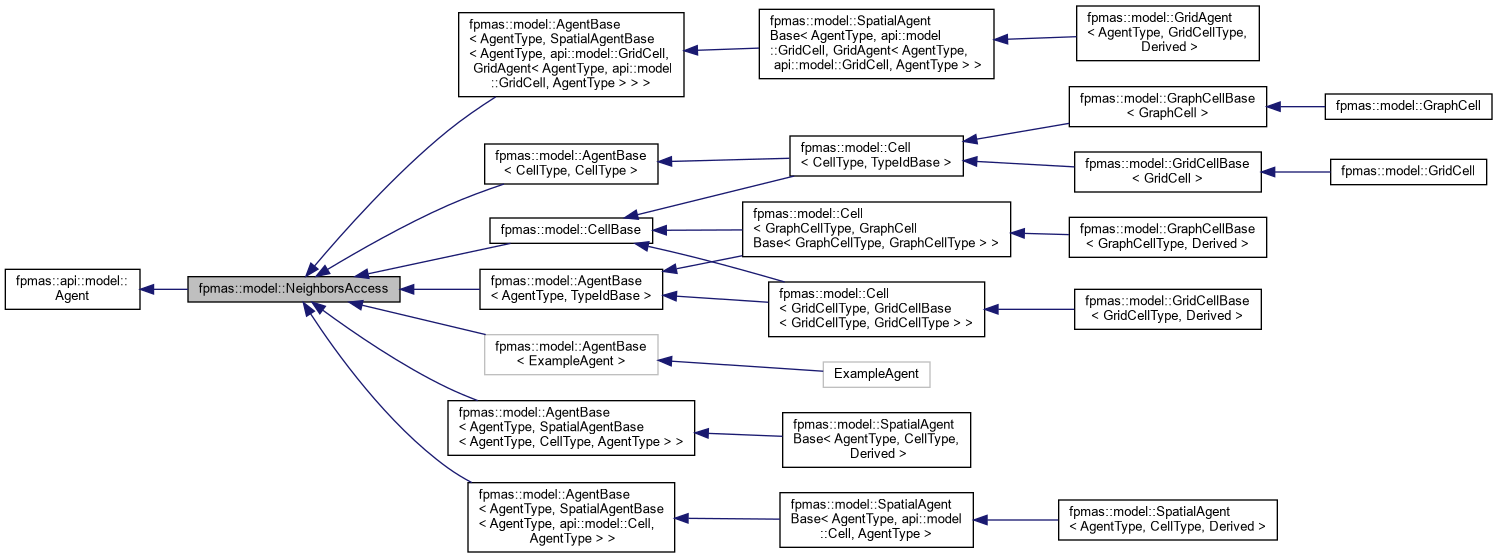 fpmas::api::model::
Agent
fpmas::model::NeighborsAccess
fpmas::model::AgentBase
< AgentType, SpatialAgentBase
< AgentType, api::model::GridCell,
GridAgent< AgentType, api::model
::GridCell, AgentType > > >
fpmas::model::SpatialAgent
Base< AgentType, api::model
::GridCell, GridAgent< AgentType,
api::model::GridCell, AgentType > >
fpmas::model::GridAgent
< AgentType, GridCellType,
Derived >
fpmas::model::AgentBase
< CellType, CellType >
fpmas::model::Cell
< CellType, TypeIdBase >
fpmas::model::GraphCellBase
< GraphCell >
fpmas::model::GraphCell
fpmas::model::GridCellBase
< GridCell >
fpmas::model::GridCell
fpmas::model::CellBase
fpmas::model::Cell
< GraphCellType, GraphCell
Base< GraphCellType, GraphCellType > >
fpmas::model::GraphCellBase
< GraphCellType, Derived >
fpmas::model::AgentBase
< AgentType, TypeIdBase >
fpmas::model::Cell
< GridCellType, GridCellBase
< GridCellType, GridCellType > >
fpmas::model::GridCellBase
< GridCellType, Derived >
fpmas::model::AgentBase
< ExampleAgent >
ExampleAgent
fpmas::model::AgentBase
< AgentType, SpatialAgentBase
< AgentType, CellType, AgentType > >
fpmas::model::SpatialAgent
Base< AgentType, CellType,
Derived >
fpmas::model::AgentBase
< AgentType, SpatialAgentBase
< AgentType, api::model::Cell,
AgentType > >
fpmas::model::SpatialAgent
Base< AgentType, api::model
::Cell, AgentType >
fpmas::model::SpatialAgent
< AgentType, CellType, Derived >